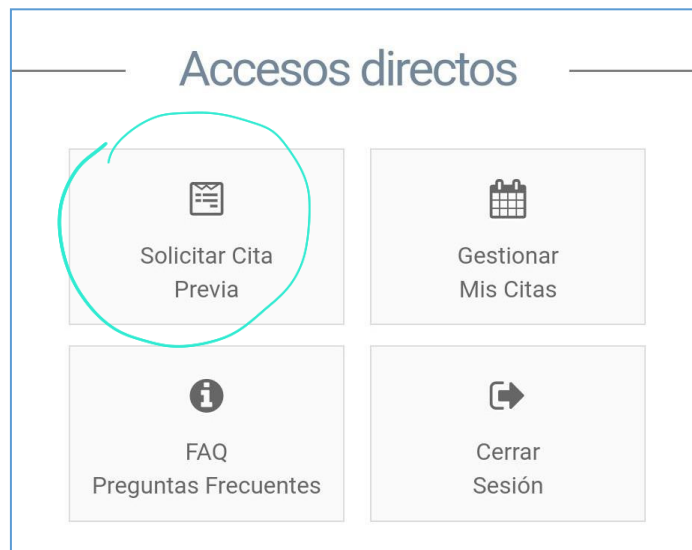 Accesos directos
Solicitar Cita
Previa
Gestionar
Mis Citas
FAQ
Preguntas Frecuentes
Cerrar
Sesión